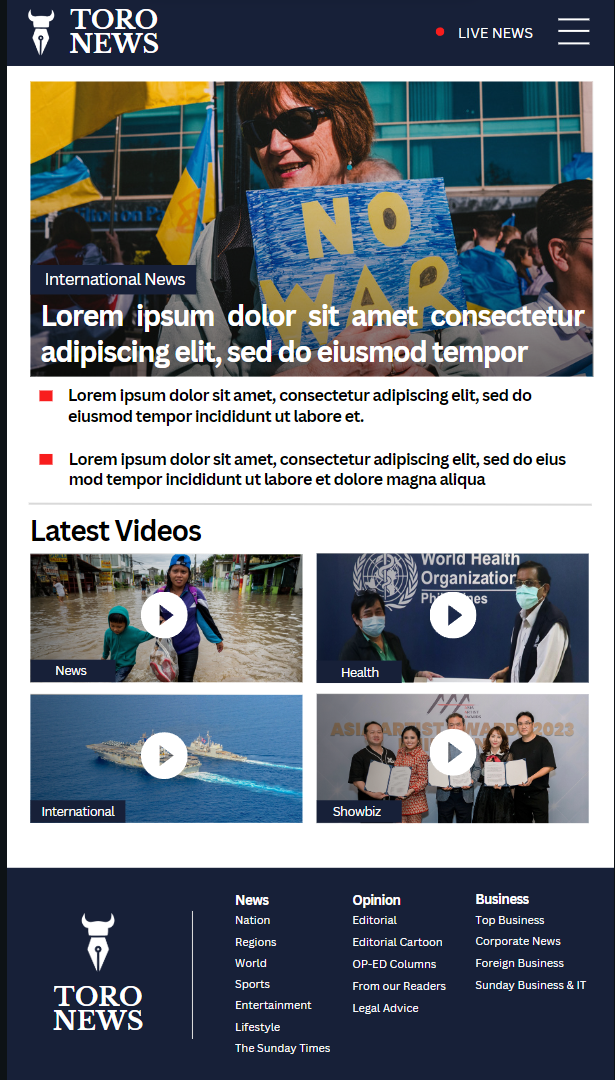 TORO
NEWS
LIVE NEWS
NO
WAR
International News
Lorem ipsum dolor sit amet consectetur
adipiscing elit, sed do eiusmod tempor
Lorem ipsum dolor sit amet, consectetur adipiscing elit, sed do
eiusmod tempor incididunt ut labore et.
Lorem ipsum dolor sit amet, consectetur adipiscing elit, sed do eius
mod tempor incididunt ut labore et dolore magna aliqua
Latest Videos
News
World Health
Organization
Health
International
2023
Showbiz
TORO
NEWS
News
Nation
Regions
World
Sports
Entertainment
Lifestyle
The Sunday Times
Opinion
Editorial
Editorial Cartoon
OP-ED Columns
From our Readers
Legal Advice
Business
Top Business
Corporate News
Foreign Business
Sunday Business & IT